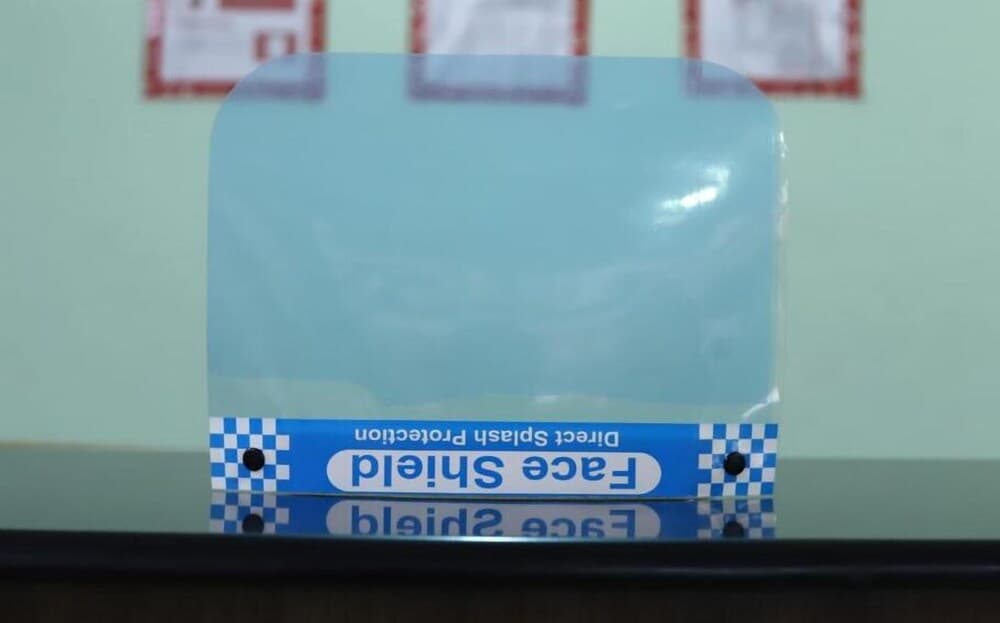 Face Shield
Direct Splash Protection